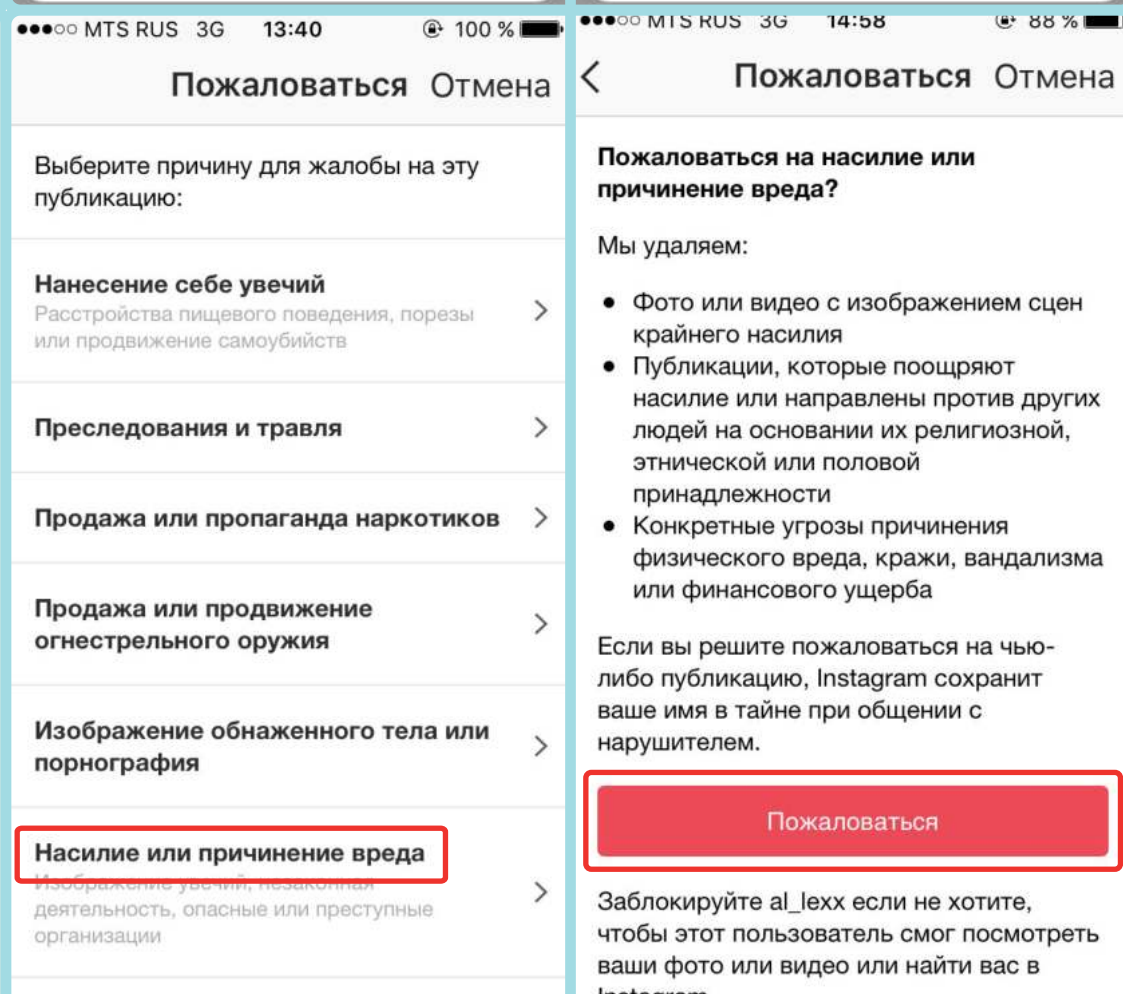 MTS RUS 3G 13:40 100 %
Пожаловаться Отмена
Выберите причину для жалобы на эту
публикацию:
Нанесение себе увечий
Расстройства пищевого поведения, порезы
или продвижение самоубийств
Преследования и травля
Продажа или пропаганда наркотиков
Продажа или продвижение
огнестрельного оружия
Изображение обнаженного тела или
порнография
Насилие или причинение вреда
Изображение увечий, незаконная
деятельность, опасные или преступные
организации
MTS RUS 3G 14:58 88 %
Пожаловаться Отмена
Пожаловаться на насилие или
причинение вреда?
Мы удаляем:
• Фото или видео с изображением сцен
крайнего насилия
• Публикации, которые поощряют
насилие или направлены против других
людей на основании их религиозной,
этнической или половой
принадлежности
• Конкретные угрозы причинения
физического вреда, кражи, вандализма
или финансового ущерба
Если вы решите пожаловаться на чью-
либо публикацию, Instagram сохранит
ваше имя в тайне при общении с
нарушителем.
Пожаловаться
Заблокируйте al_lexx если не хотите,
чтобы этот пользователь смог посмотреть
ваши фото или видео или найти вас в
Instagram